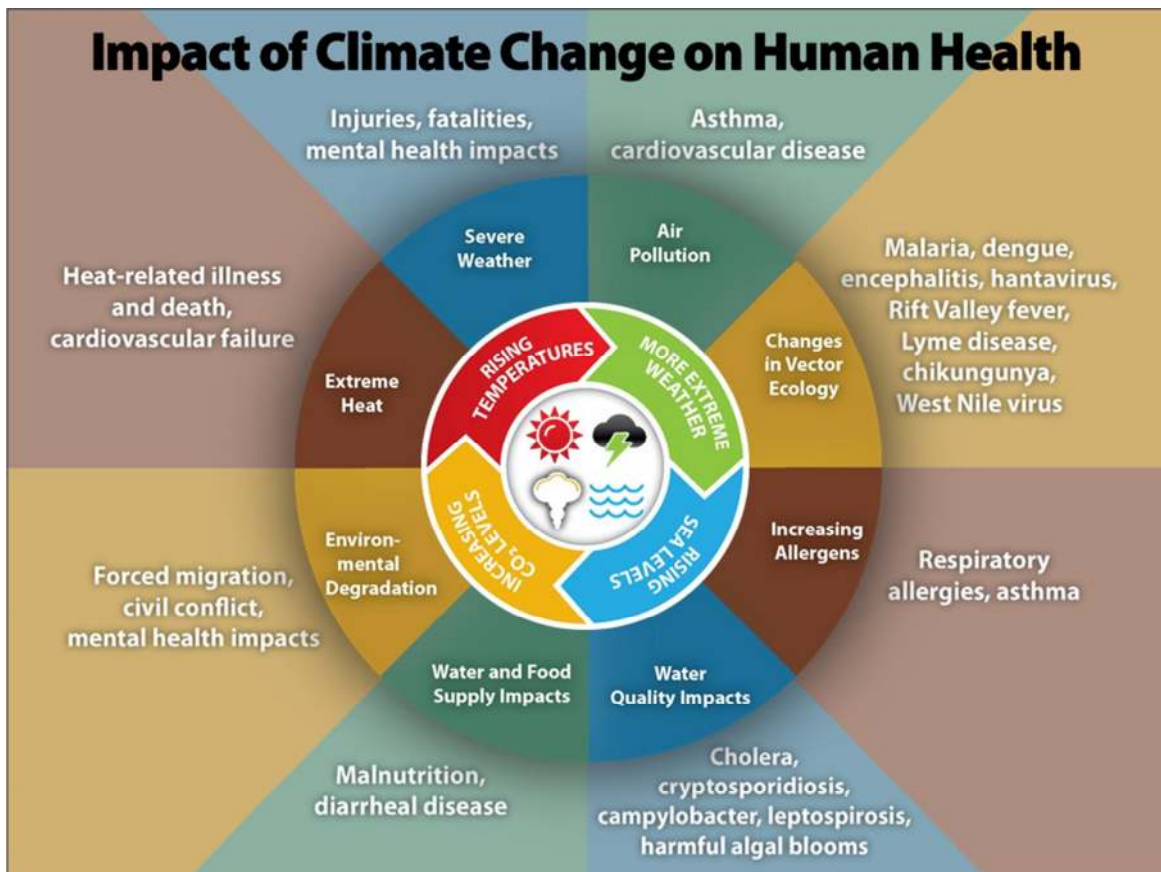 Impact of Climate Change on Human Health
Injuries, fatalities,
mental health impacts
Asthma,
cardiovascular disease
Severe
Weather
Air
Pollution
Heat-related illness
and death,
cardiovascular failure
Malaria, dengue,
encephalitis, hantavirus,
Rift Valley fever,
Lyme disease,
chikungunya,
West Nile virus
Extreme
Heat
RISING
TEMPERATURES
MORE EXTREME
WEATHER
Changes
in Vector
Ecology
Environ-
mental
Degradation
INCREASING
CO₂ LEVELS
RISING
SEA LEVELS
Increasing
Allergens
Forced migration,
civil conflict,
mental health impacts
Respiratory
allergies, asthma
Water and Food
Supply Impacts
Water
Quality Impacts
Malnutrition,
diarrheal disease
Cholera,
cryptosporidiosis,
campylobacter, leptospirosis,
harmful algal blooms